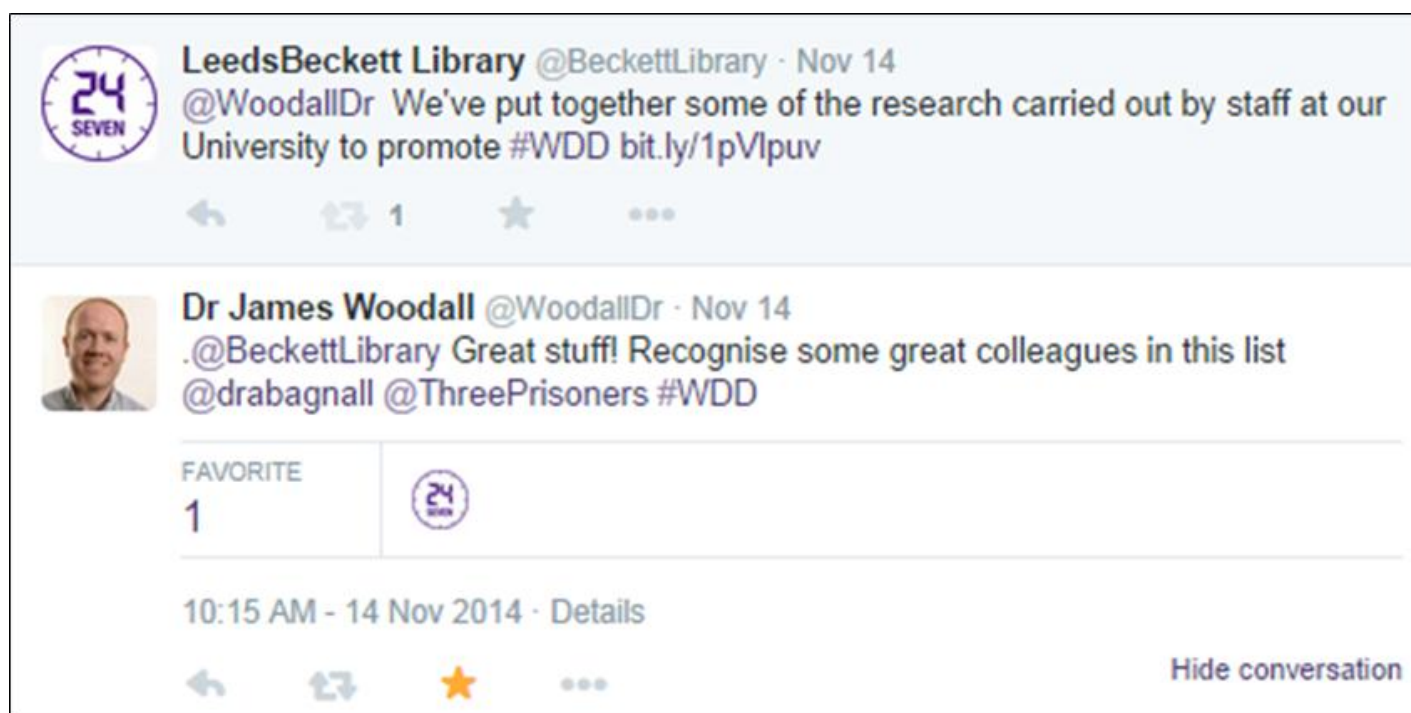 24
SEVEN
LeedsBeckett Library @BeckettLibrary · Nov 14
@WoodallDr We've put together some of the research carried out by staff at our
University to promote #WDD bit.ly/1pVlpuv
1
Dr James Woodall @WoodallDr · Nov 14
.@BeckettLibrary Great stuff! Recognise some great colleagues in this list
@drabagnall @ThreePrisoners #WDD
FAVORITE
1
24
SEVEN
10:15 AM - 14 Nov 2014 · Details
Hide conversation